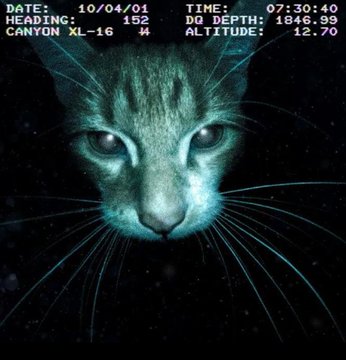 DATE: 10/04/01 TIME: 07:30:40
HEADING: 152 DQ DEPTH: 1846.99
CANYON XL-16 ALTITUDE: 12.70